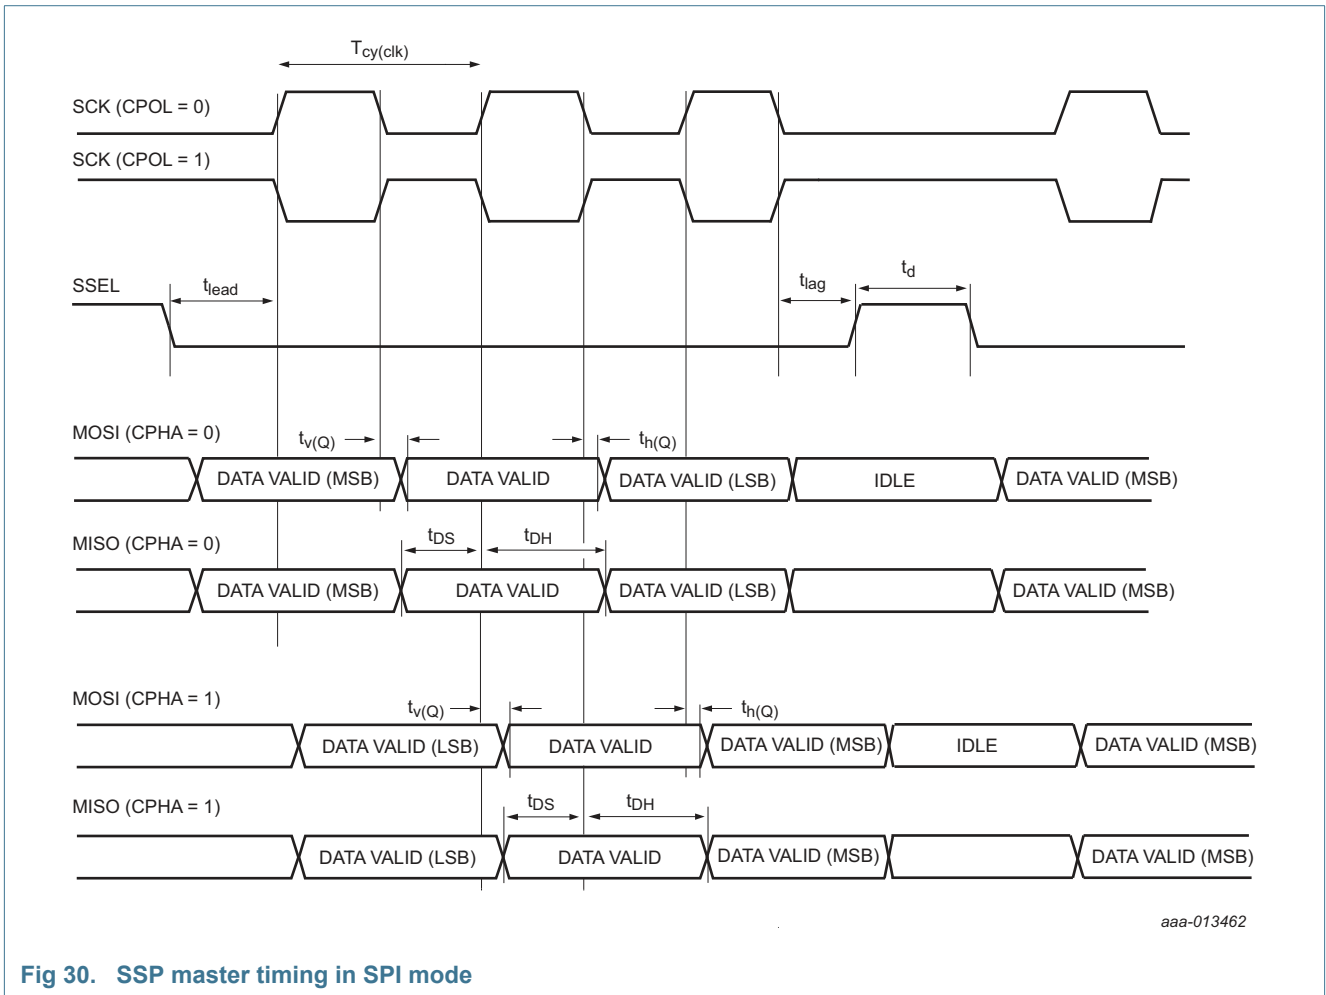 Tcy(clk)
SCK (CPOL = 0)
SCK (CPOL = 1)
SSEL
tlead
tlag
td
MOSI (CPHA = 0)
tv(Q)
th(Q)
DATA VALID (MSB)
DATA VALID
DATA VALID (LSB)
IDLE
DATA VALID (MSB)
MISO (CPHA = 0)
tDS
tDH
DATA VALID (MSB)
DATA VALID
DATA VALID (LSB)
DATA VALID (MSB)
MOSI (CPHA = 1)
tv(Q)
th(Q)
DATA VALID (LSB)
DATA VALID
DATA VALID (MSB)
IDLE
DATA VALID (MSB)
MISO (CPHA = 1)
tDS
tDH
DATA VALID (LSB)
DATA VALID
DATA VALID (MSB)
DATA VALID (MSB)
aaa-013462
Fig 30. SSP master timing in SPI mode